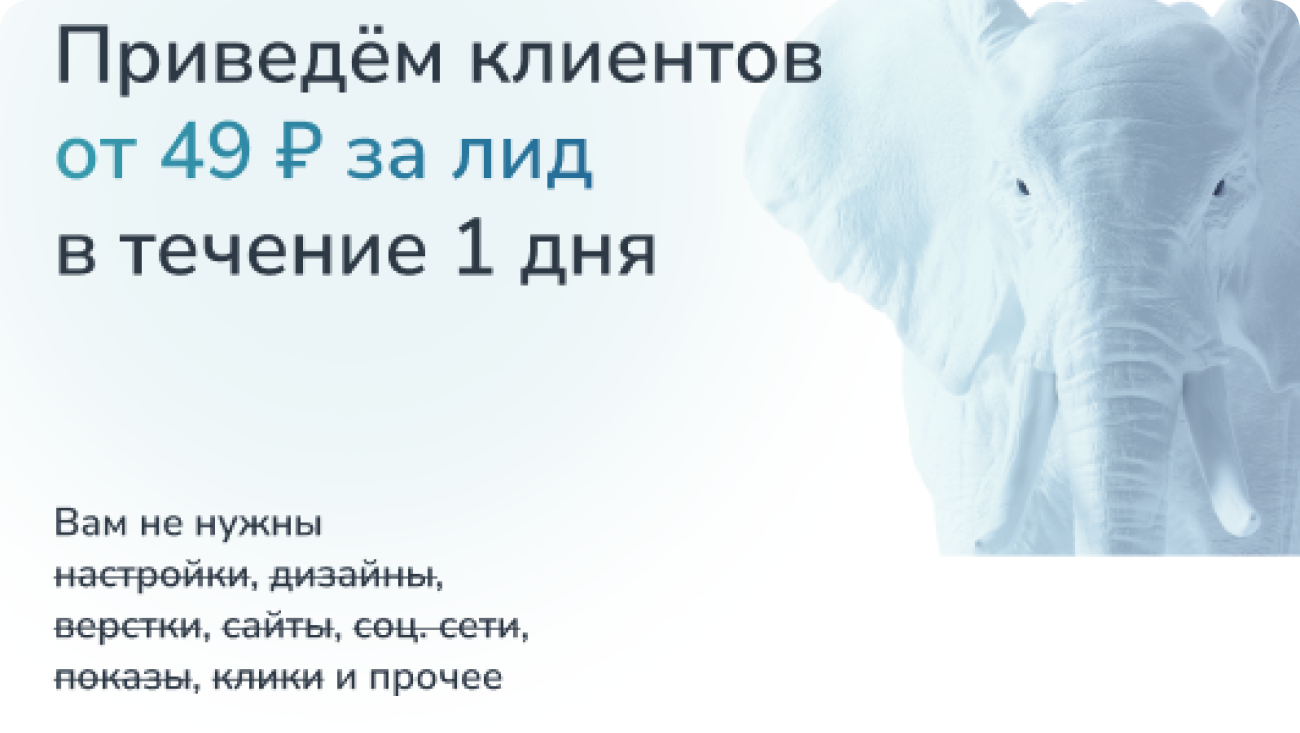 Приведём клиентов
от 49 ₽ за лид
в течение 1 дня
Вам не нужны
настройки, дизайны,
верстки, сайты, соц. сети,
показы, клики и прочее